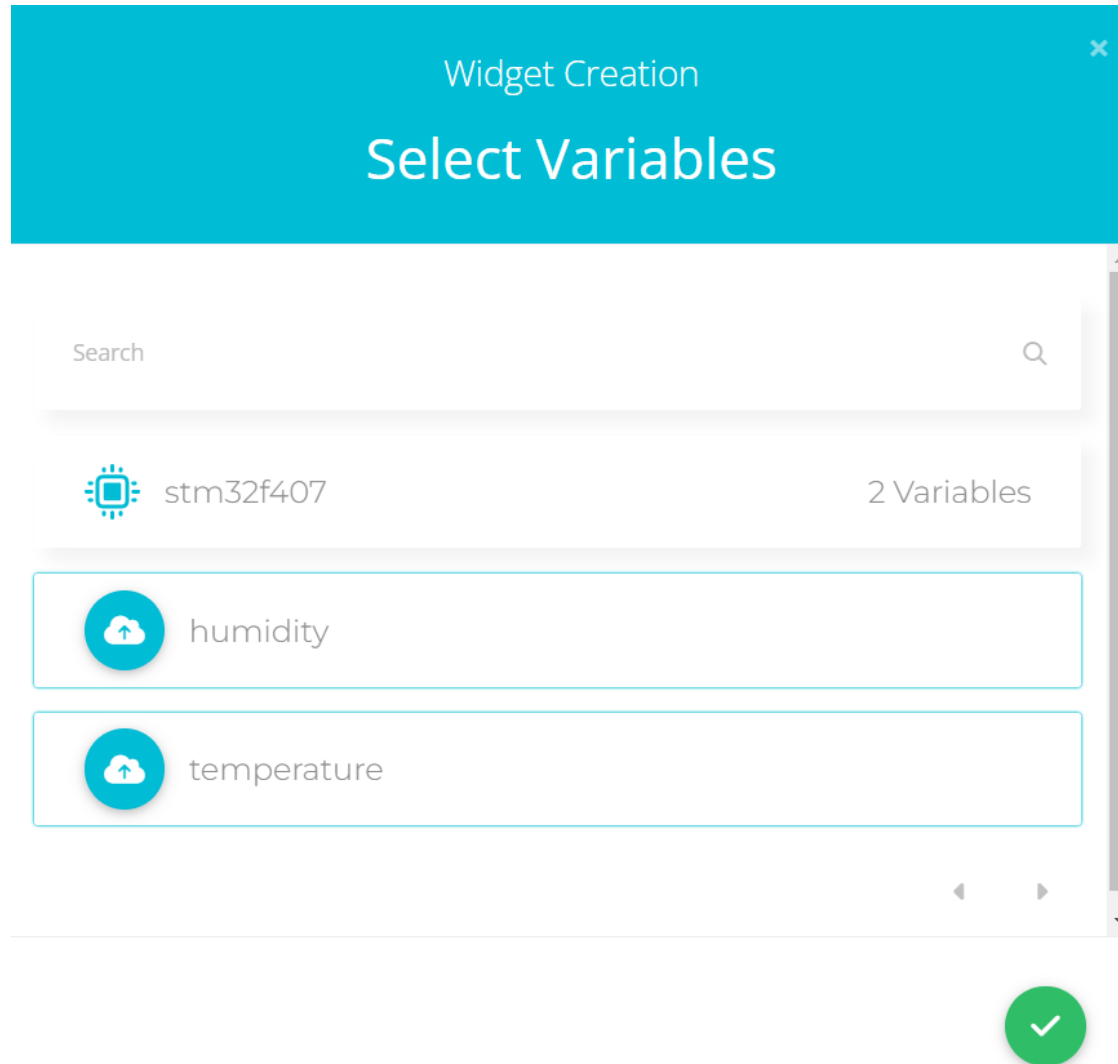 Widget Creation
Select Variables
Search
stm32f407 2 Variables
humidity
temperature